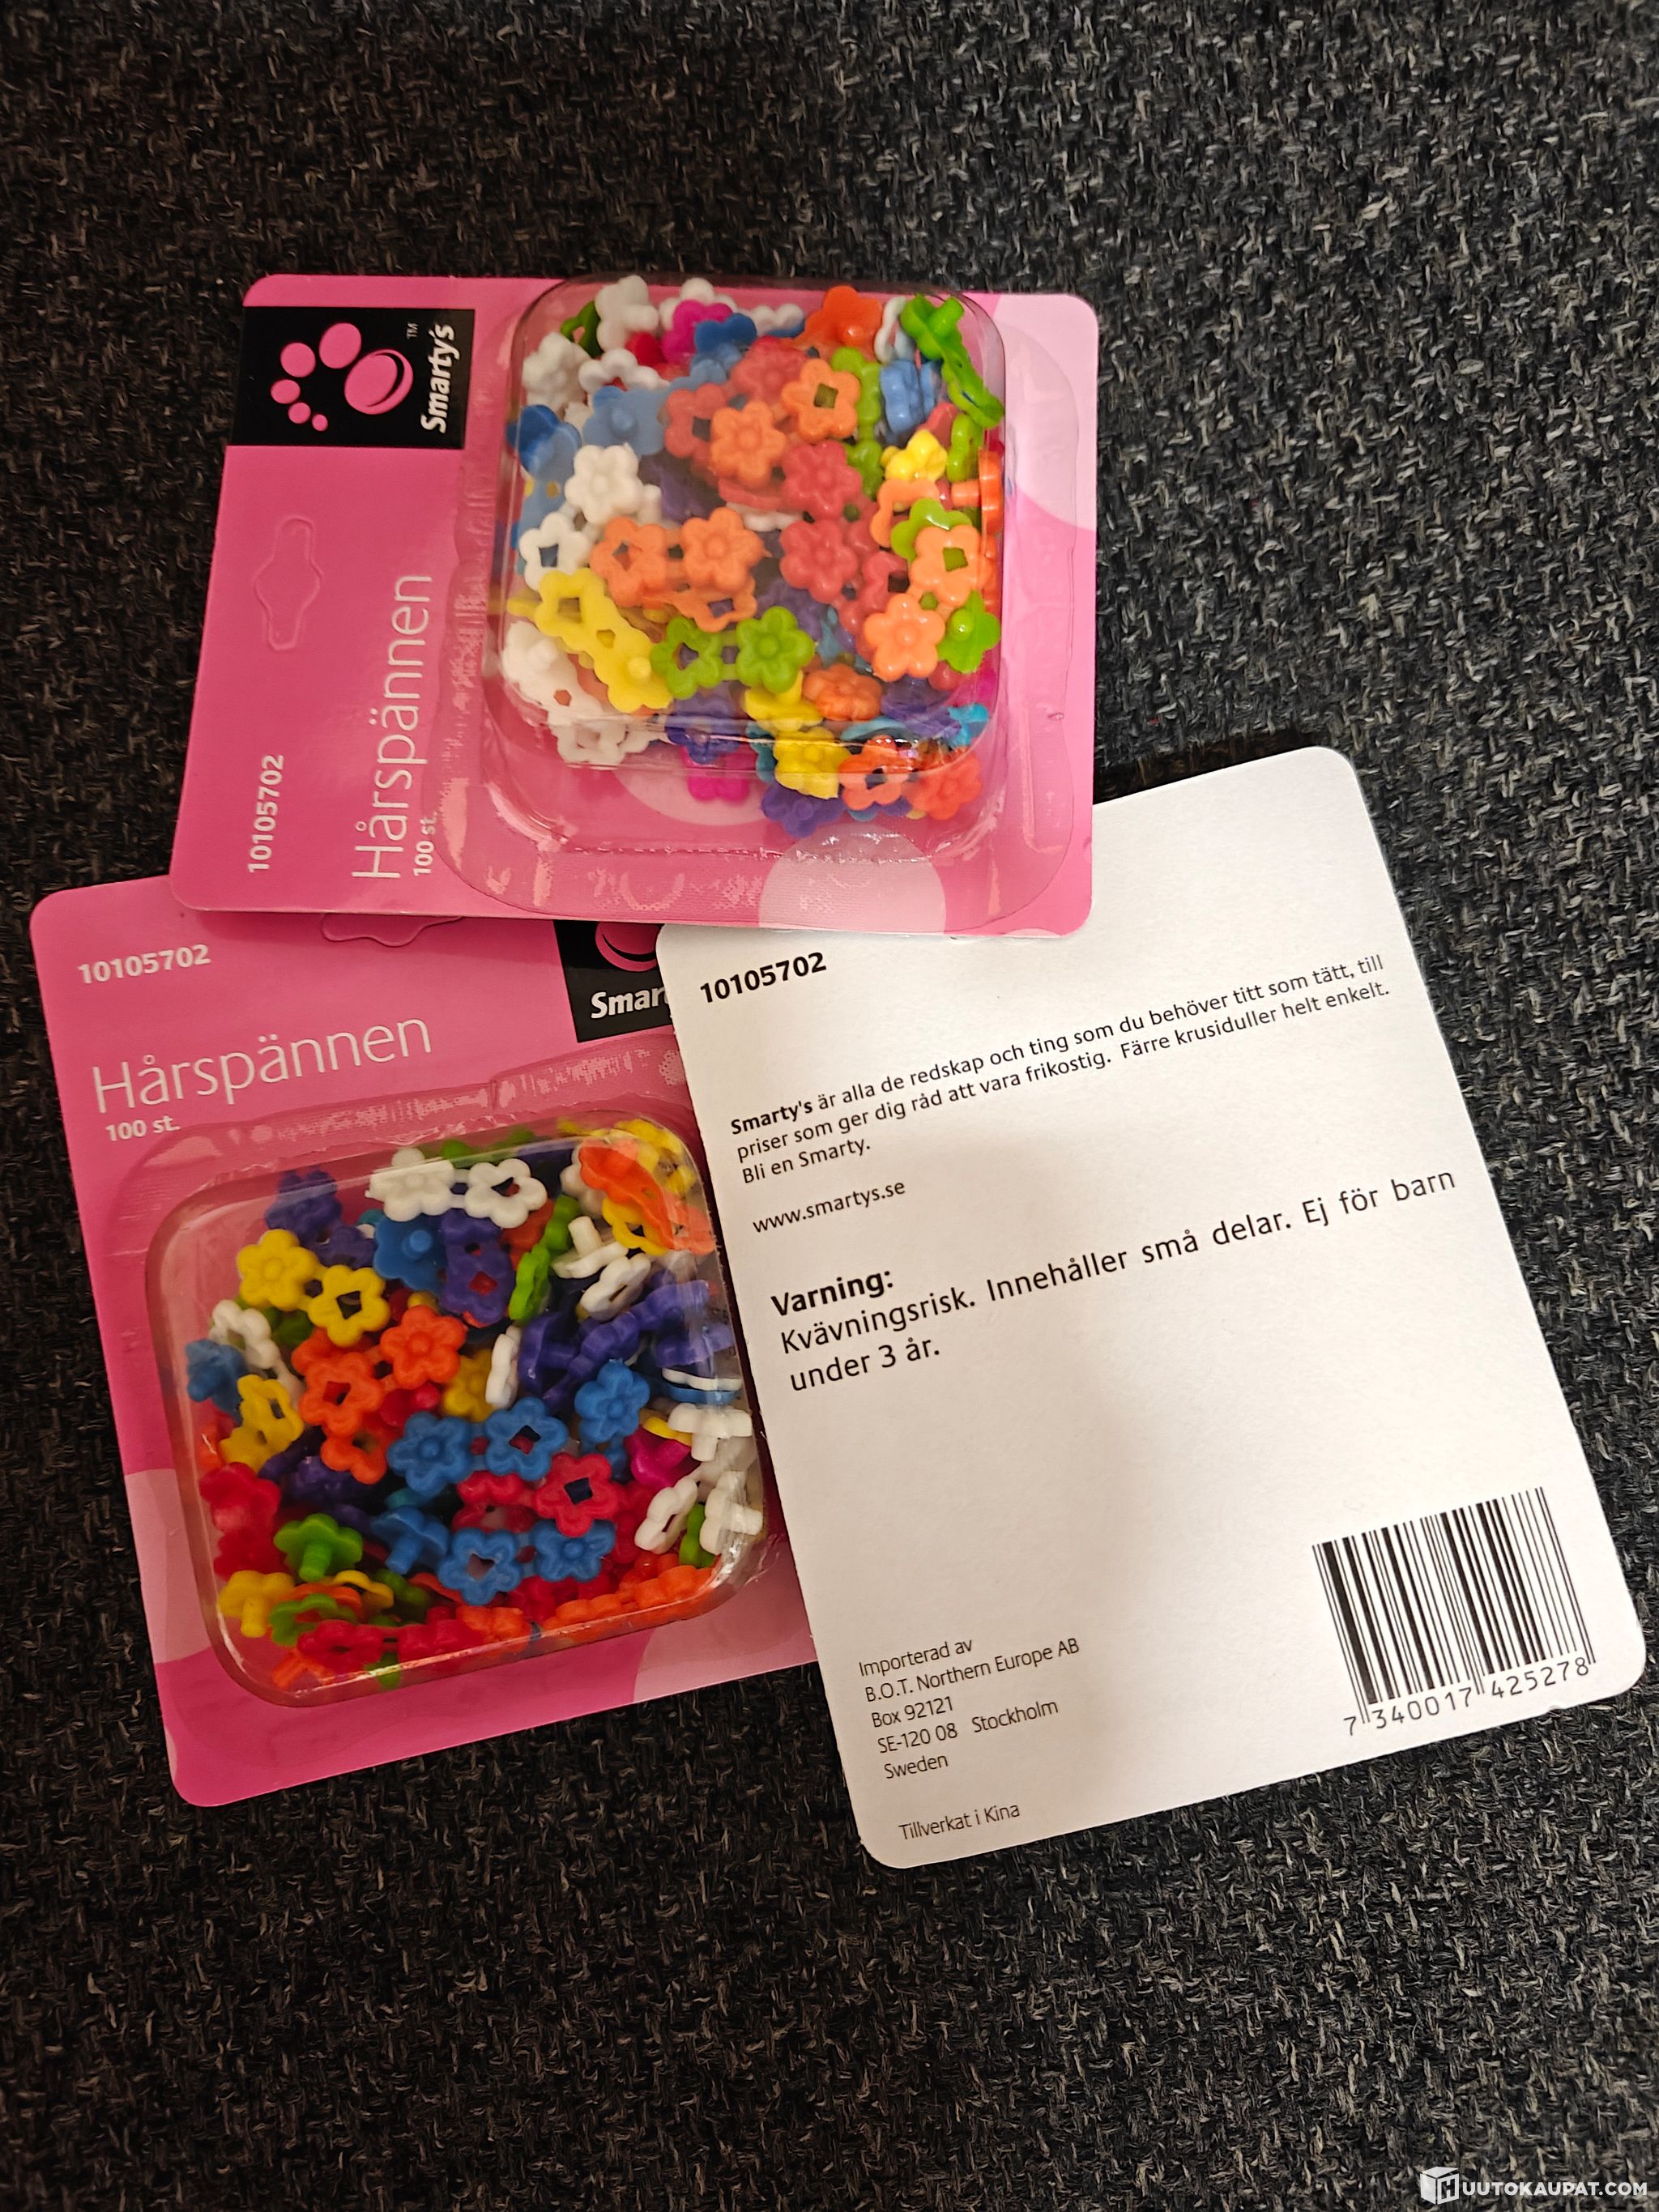 Smarty's™
Hårspännen
100 st.
10105702
10105702
Hårspännen
100 st.
10105702
Smarty's är alla de redskap och ting som du behöver titt som tätt, till
priser som ger dig råd att vara frikostig. Färre krusiduller helt enkelt.
Bli en Smarty.
www.smartys.se
Varning:
Kvävningsrisk. Innehåller små delar. Ej för barn
under 3 år.
Importerad av
B.O.T. Northern Europe AB
Box 92121
SE-120 08 Stockholm
Sweden
Tillverkat i Kina
7 340017 425278
HUUTOKAUPAT.COM